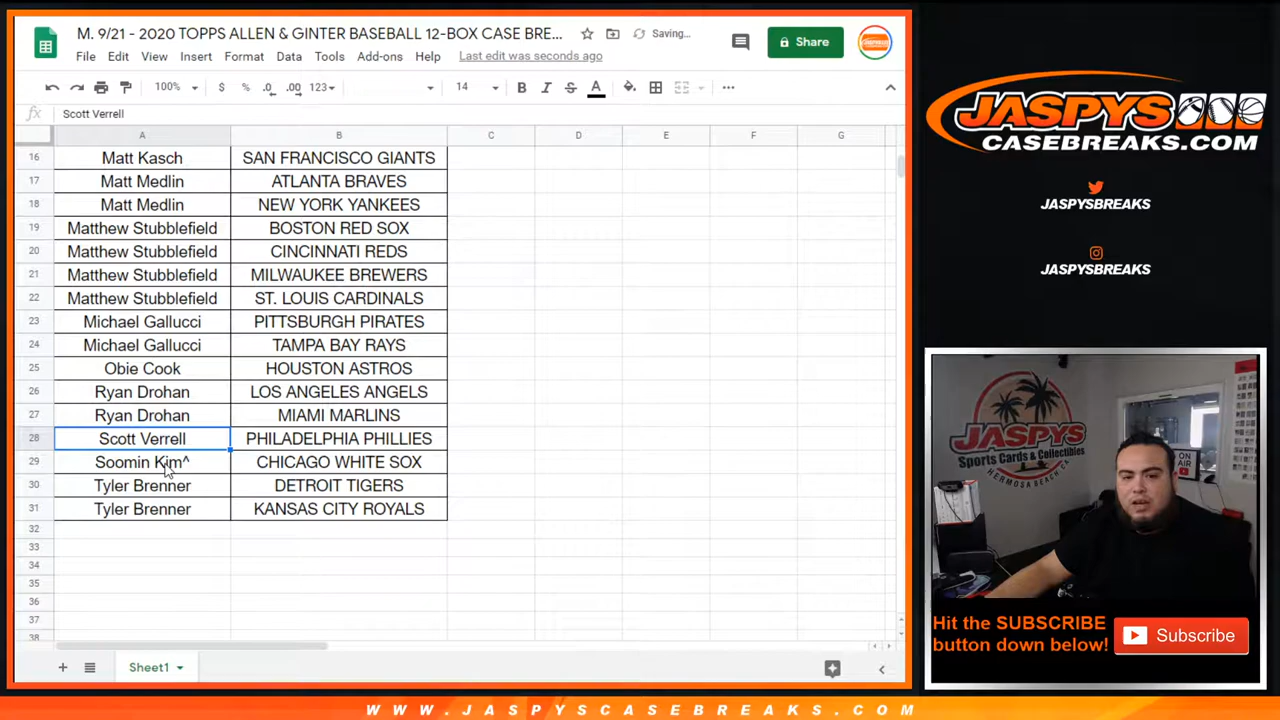 M. 9/21 - 2020 TOPPS ALLEN & GINTER BASEBALL 12-BOX CASE BRE... Saving...
File Edit View Insert Format Data Tools Add-ons Help Last edit was seconds ago
Share
100% $ % .0 .00 123 14 B I S A ...
fx Scott Verrell
A B C D E F G
16 Matt Kasch SAN FRANCISCO GIANTS
17 Matt Medlin ATLANTA BRAVES
18 Matt Medlin NEW YORK YANKEES
19 Matthew Stubblefield BOSTON RED SOX
20 Matthew Stubblefield CINCINNATI REDS
21 Matthew Stubblefield MILWAUKEE BREWERS
22 Matthew Stubblefield ST. LOUIS CARDINALS
23 Michael Gallucci PITTSBURGH PIRATES
24 Michael Gallucci TAMPA BAY RAYS
25 Obie Cook HOUSTON ASTROS
26 Ryan Drohan LOS ANGELES ANGELS
27 Ryan Drohan MIAMI MARLINS
28 Scott Verrell PHILADELPHIA PHILLIES
29 Soomin Kim^ CHICAGO WHITE SOX
30 Tyler Brenner DETROIT TIGERS
31 Tyler Brenner KANSAS CITY ROYALS
32
33
34
35
36
37
38
Sheet1
JASPYS
CASEBREAKS.COM
JASPYSBREAKS
JASPYSBREAKS
JASPYS
Sports Cards & Collectibles
HERMOSA BEACH, CA
ON AIR
Hit the SUBSCRIBE
button down below!
Subscribe
WWW.JASPYSCASEBREAKS.COM